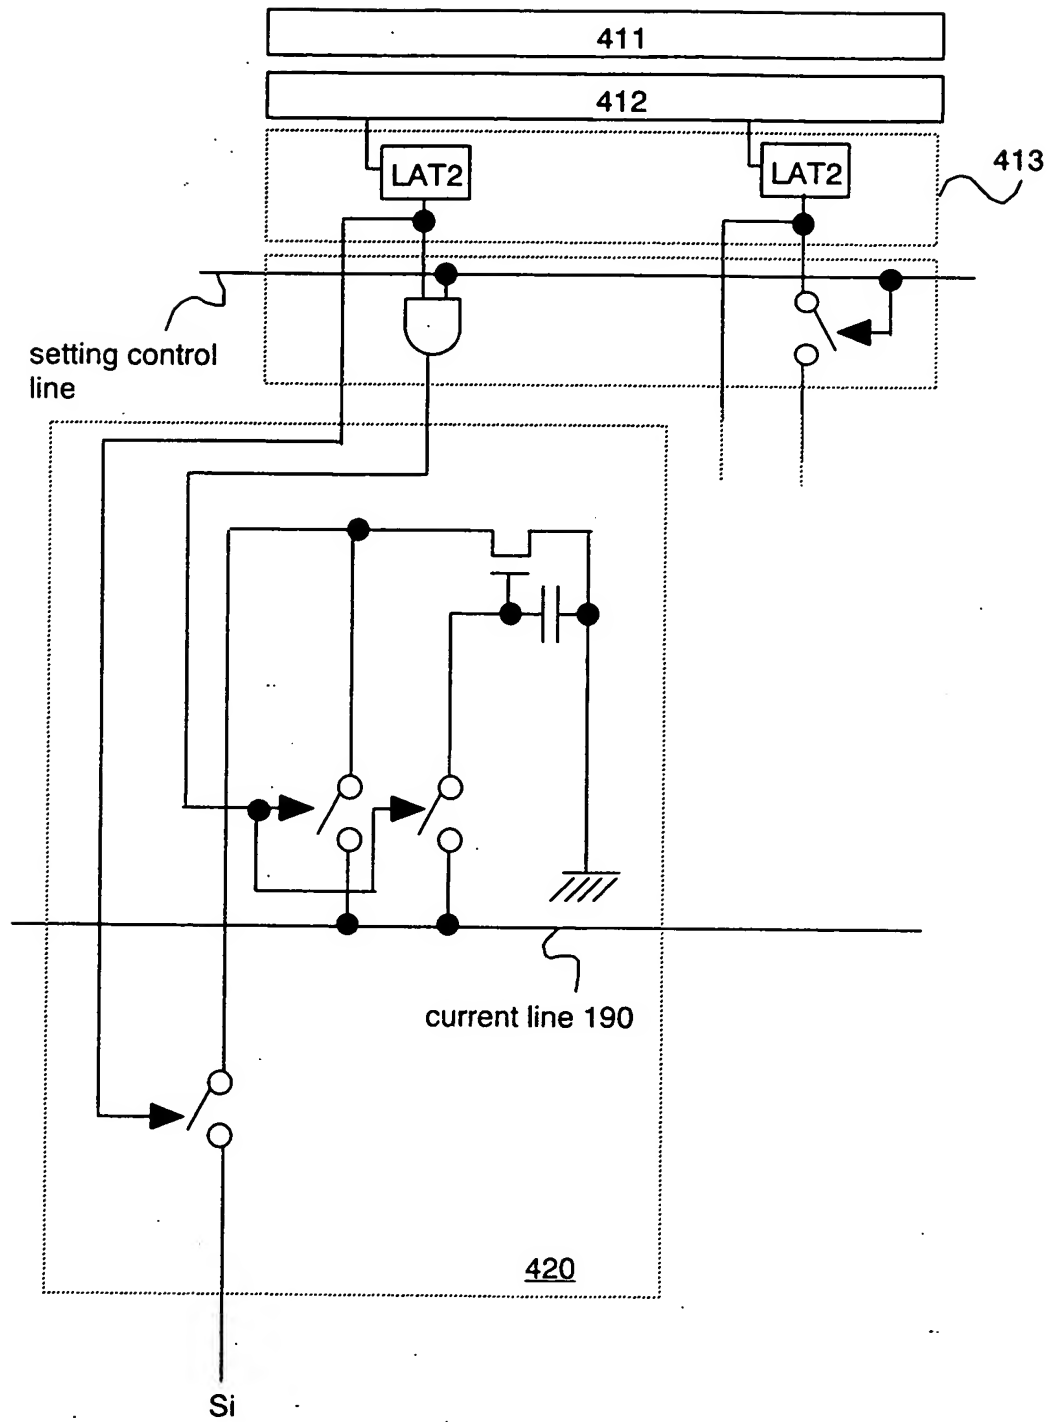 411
412
LAT2
LAT2
413
setting control
line
current line 190
420
Si